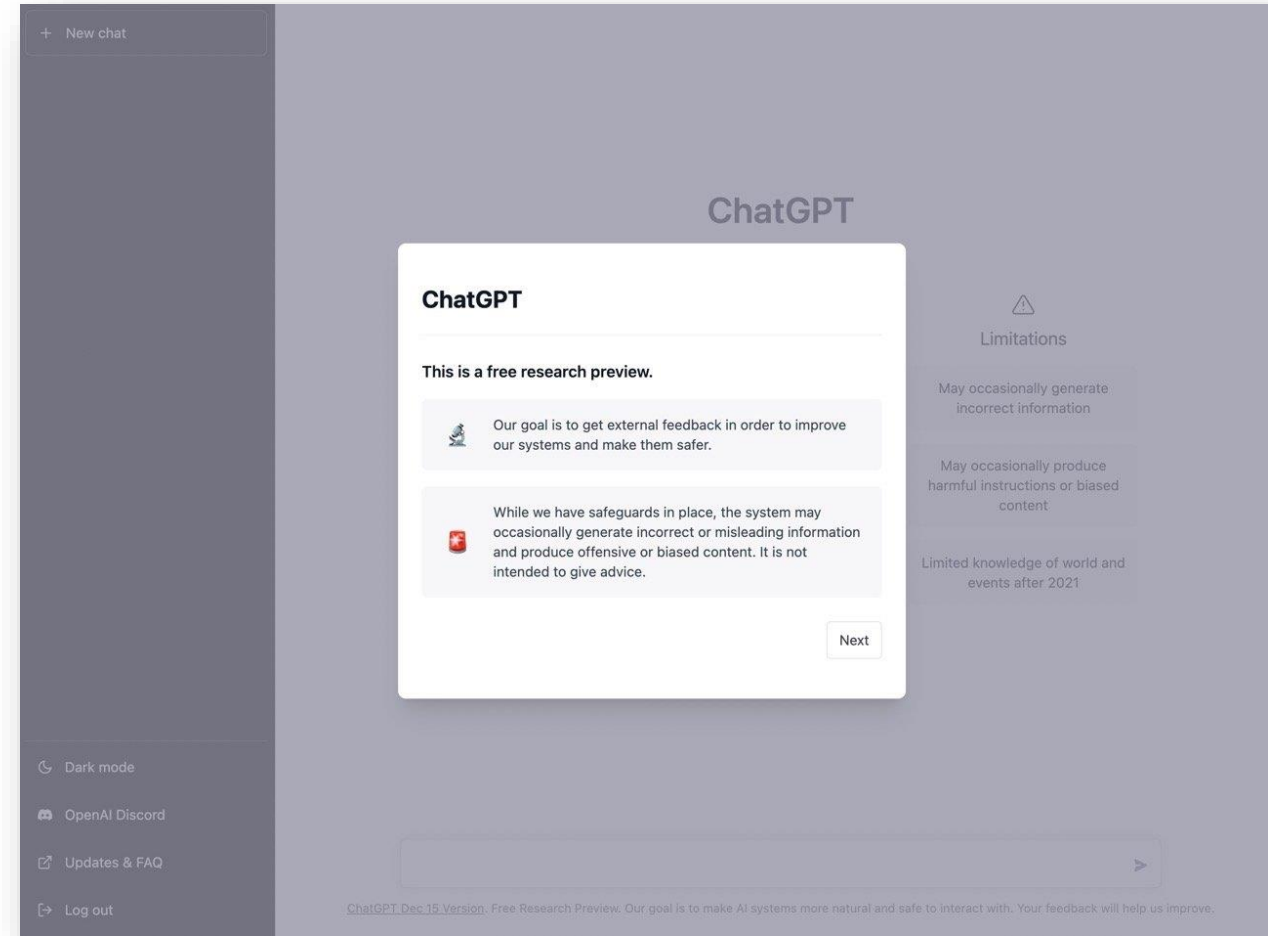 + New chat
ChatGPT
Limitations
May occasionally generate
incorrect information
May occasionally produce
harmful instructions or biased
content
Limited knowledge of world and
events after 2021
ChatGPT
This is a free research preview.
Our goal is to get external feedback in order to improve
our systems and make them safer.
While we have safeguards in place, the system may
occasionally generate incorrect or misleading information
and produce offensive or biased content. It is not
intended to give advice.
Next
Dark mode
OpenAI Discord
Updates & FAQ
Log out
ChatGPT Dec 15 Version. Free Research Preview. Our goal is to make AI systems more natural and safe to interact with. Your feedback will help us improve.